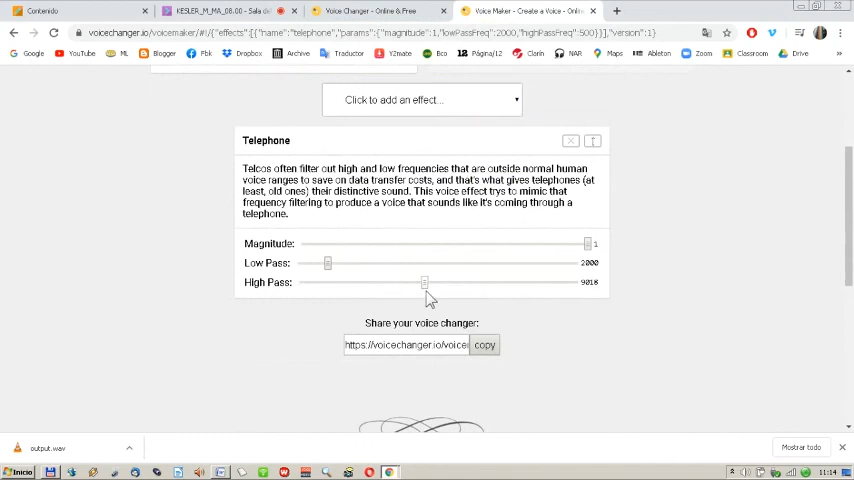 Contenido
KESLER_M_MA_08.00 - Sala de
Voice Changer - Online & Free
Voice Maker - Create a Voice - Onlin
voicechanger.io/voicemaker/#!/{"effects":[{"name":"telephone","params":{"magnitude":1,"lowPassFreq":2000,"highPassFreq":500}}],"version":1}
Google
YouTube
ML
Blogger
Fb
Dropbox
Archive
Traductor
Y2mate
Bco
Página/12
Clarín
NAR
Maps
Ableton
Zoom
Classroom
Drive
Click to add an effect...
Telephone
Telcos often filter out high and low frequencies that are outside normal human
voice ranges to save on data transfer costs, and that's what gives telephones (at
least, old ones) their distinctive sound. This voice effect trys to mimic that
frequency filtering to produce a voice that sounds like it's coming through a
telephone.
Magnitude: 1
Low Pass: 2000
High Pass: 9018
Share your voice changer:
https://voicechanger.io/voicer
copy
output.wav
Mostrar todo
Inicio
11:14